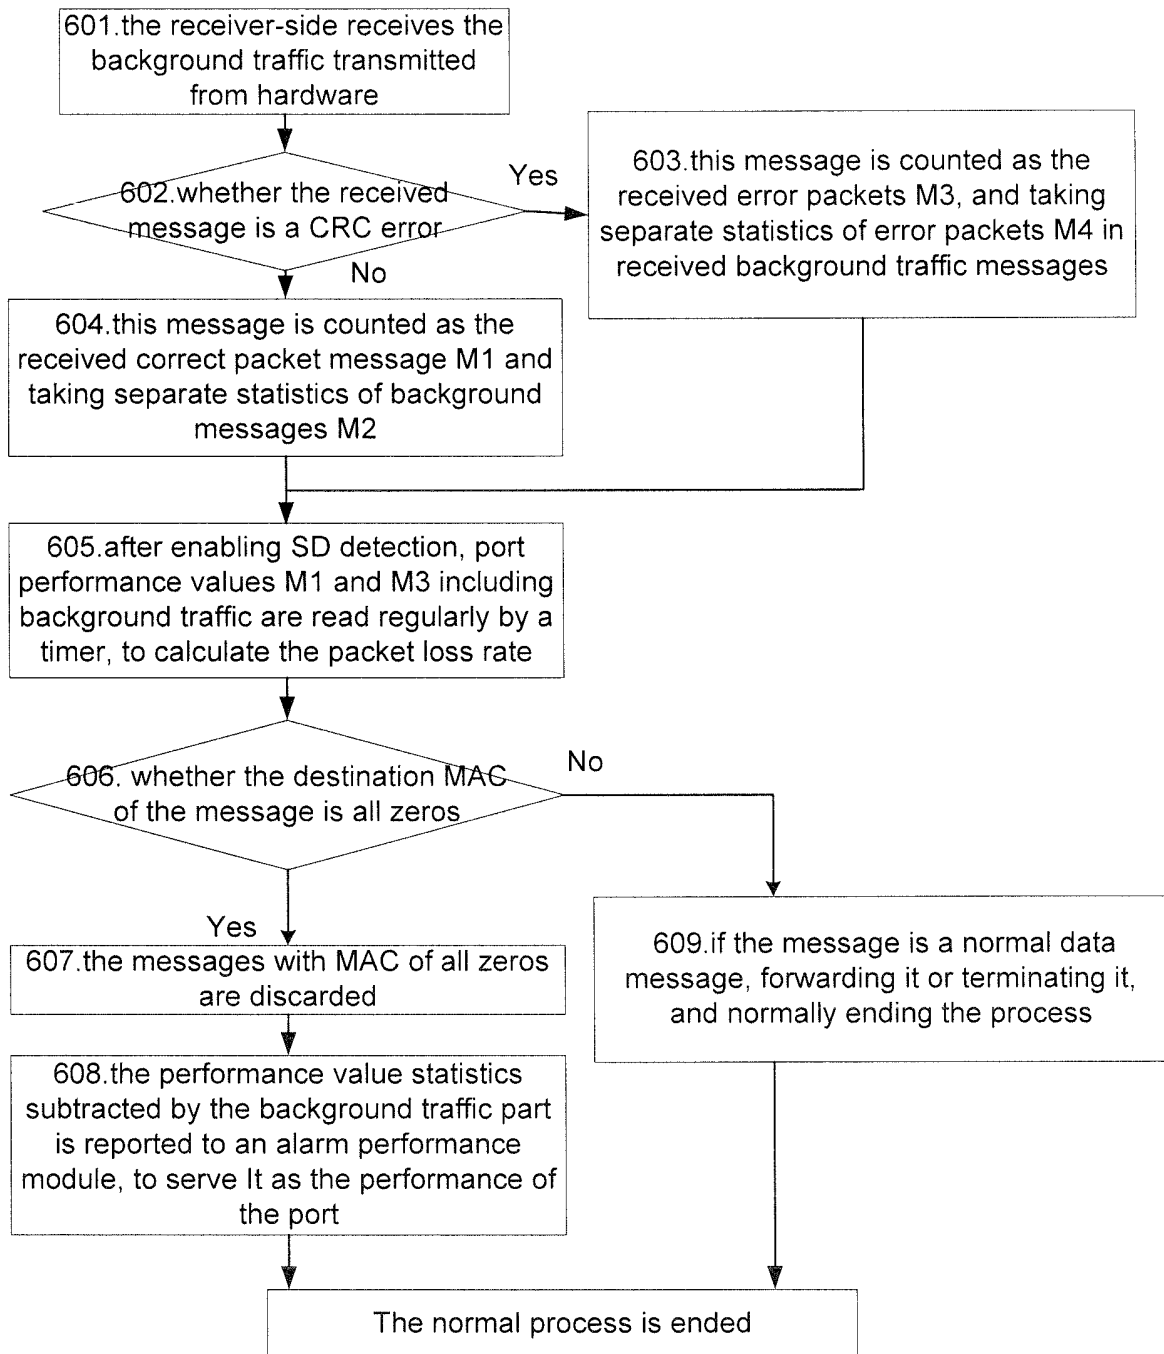 601.the receiver-side receives the
background traffic transmitted
from hardware
602.whether the received
message is a CRC error
Yes
603.this message is counted as the
received error packets M3, and taking
separate statistics of error packets M4 in
received background traffic messages
No
604.this message is counted as the
received correct packet message M1 and
taking separate statistics of background
messages M2
605.after enabling SD detection, port
performance values M1 and M3 including
background traffic are read regularly by a
timer, to calculate the packet loss rate
606. whether the destination MAC
of the message is all zeros
No
Yes
607.the messages with MAC of all zeros
are discarded
609.if the message is a normal data
message, forwarding it or terminating it,
and normally ending the process
608.the performance value statistics
subtracted by the background traffic part
is reported to an alarm performance
module, to serve It as the performance of
the port
The normal process is ended